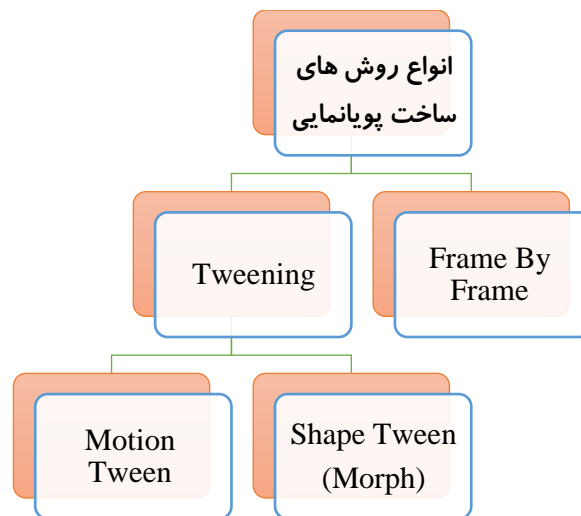 انواع روش های
ساخت پویانمایی
Tweening
Frame By
Frame
Motion
Tween
Shape Tween
(Morph)